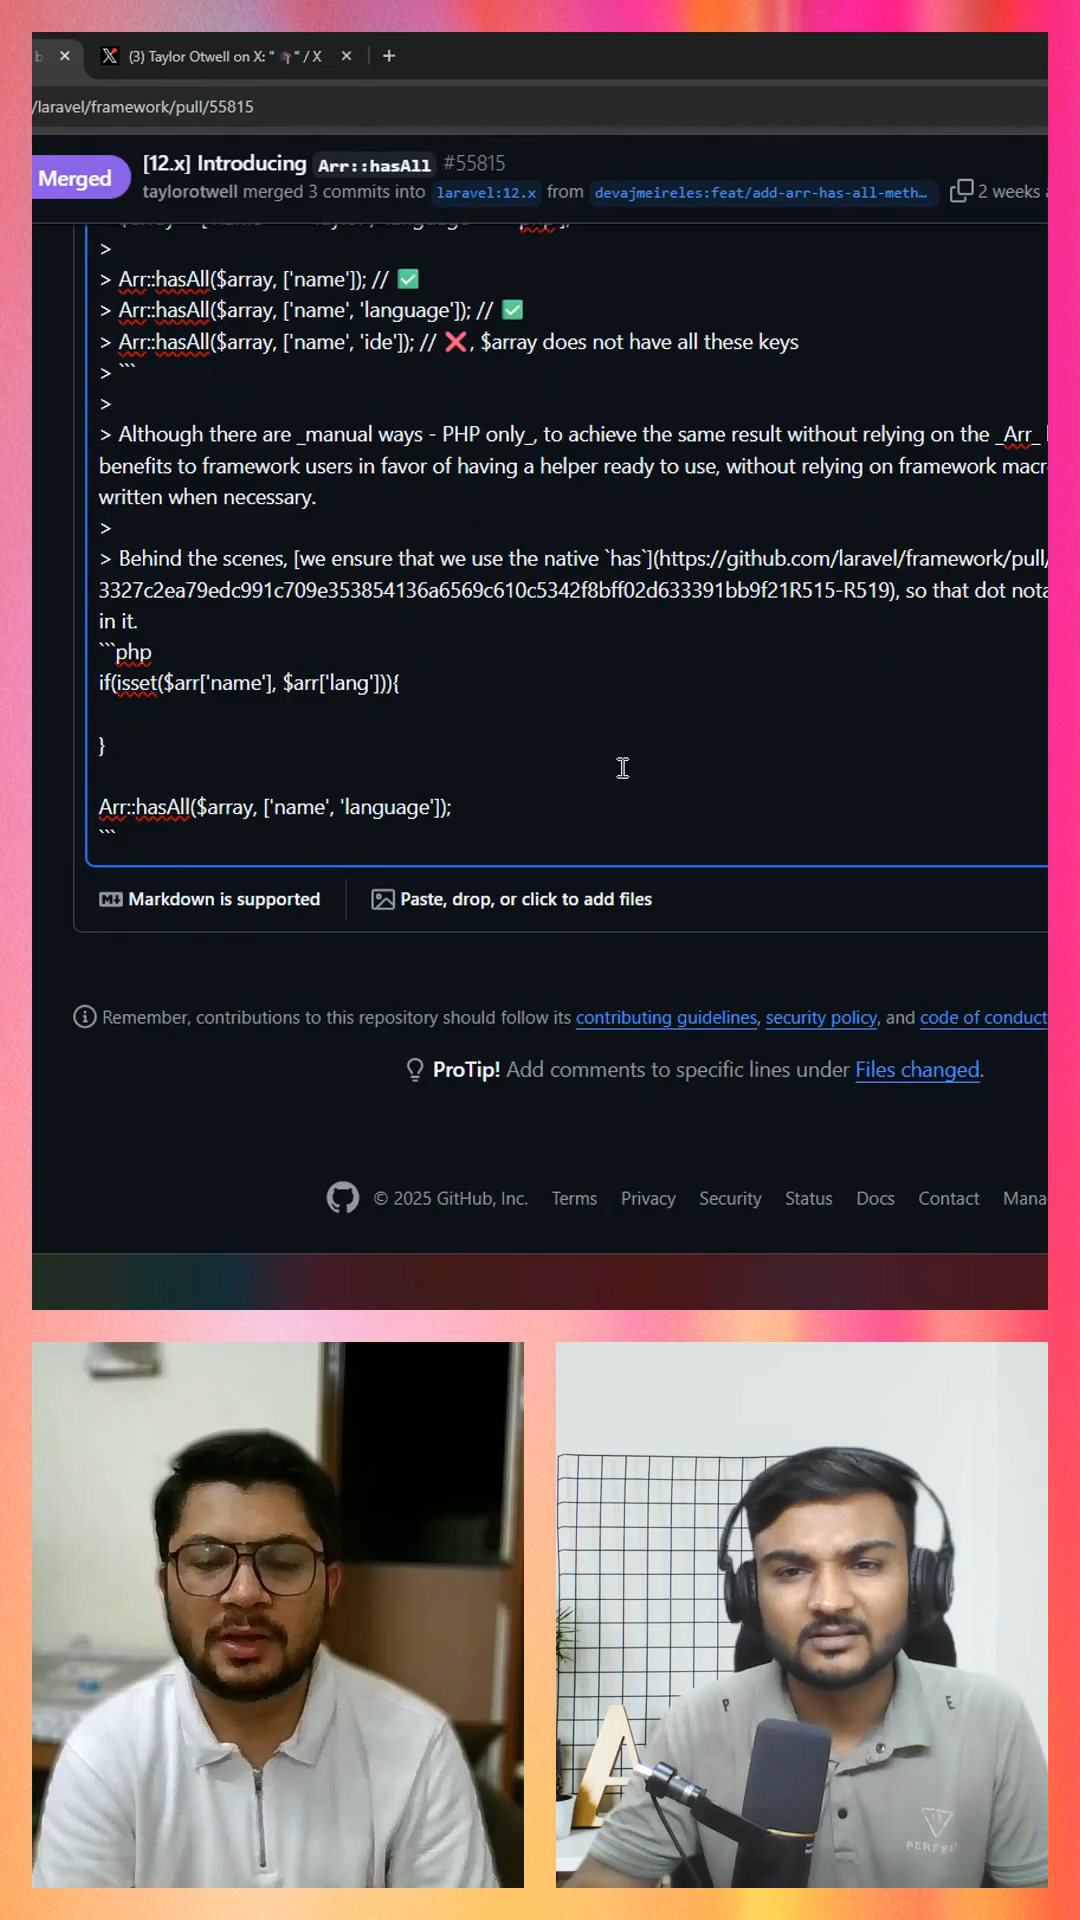 (3) Taylor Otwell on X: " " / X
/laravel/framework/pull/55815
Merged
[12.x] Introducing Arr::hasAll #55815
taylorotwell merged 3 commits into laravel:12.x from devajmeireles:feat/add-arr-has-all-meth… 2 weeks
>
> Arr::hasAll($array, ['name']); // ✅
> Arr::hasAll($array, ['name', 'language']); // ✅
> Arr::hasAll($array, ['name', 'ide']); // ❌, $array does not have all these keys
> ```
>
> Although there are _manual ways - PHP only_, to achieve the same result without relying on the _Arr_
benefits to framework users in favor of having a helper ready to use, without relying on framework macr
written when necessary.
>
> Behind the scenes, [we ensure that we use the native `has`](https://github.com/laravel/framework/pull/
3327c2ea79edc991c709e353854136a6569c610c5342f8bff02d633391bb9f21R515-R519), so that dot nota
in it.
```php
if(isset($arr['name'], $arr['lang'])){
}
Arr::hasAll($array, ['name', 'language']);
```
Markdown is supported
Paste, drop, or click to add files
Remember, contributions to this repository should follow its contributing guidelines, security policy, and code of conduct
ProTip! Add comments to specific lines under Files changed.
© 2025 GitHub, Inc. Terms Privacy Security Status Docs Contact Mana
P E
A